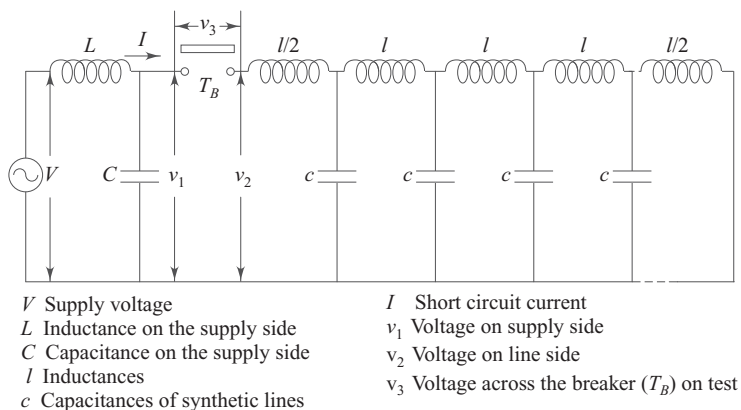 v3
L I l/2 l l l l/2
TB
V C v1 v2 c c c c
V Supply voltage
L Inductance on the supply side
C Capacitance on the supply side
l Inductances
c Capacitances of synthetic lines
I Short circuit current
v1 Voltage on supply side
v2 Voltage on line side
v3 Voltage across the breaker (TB) on test